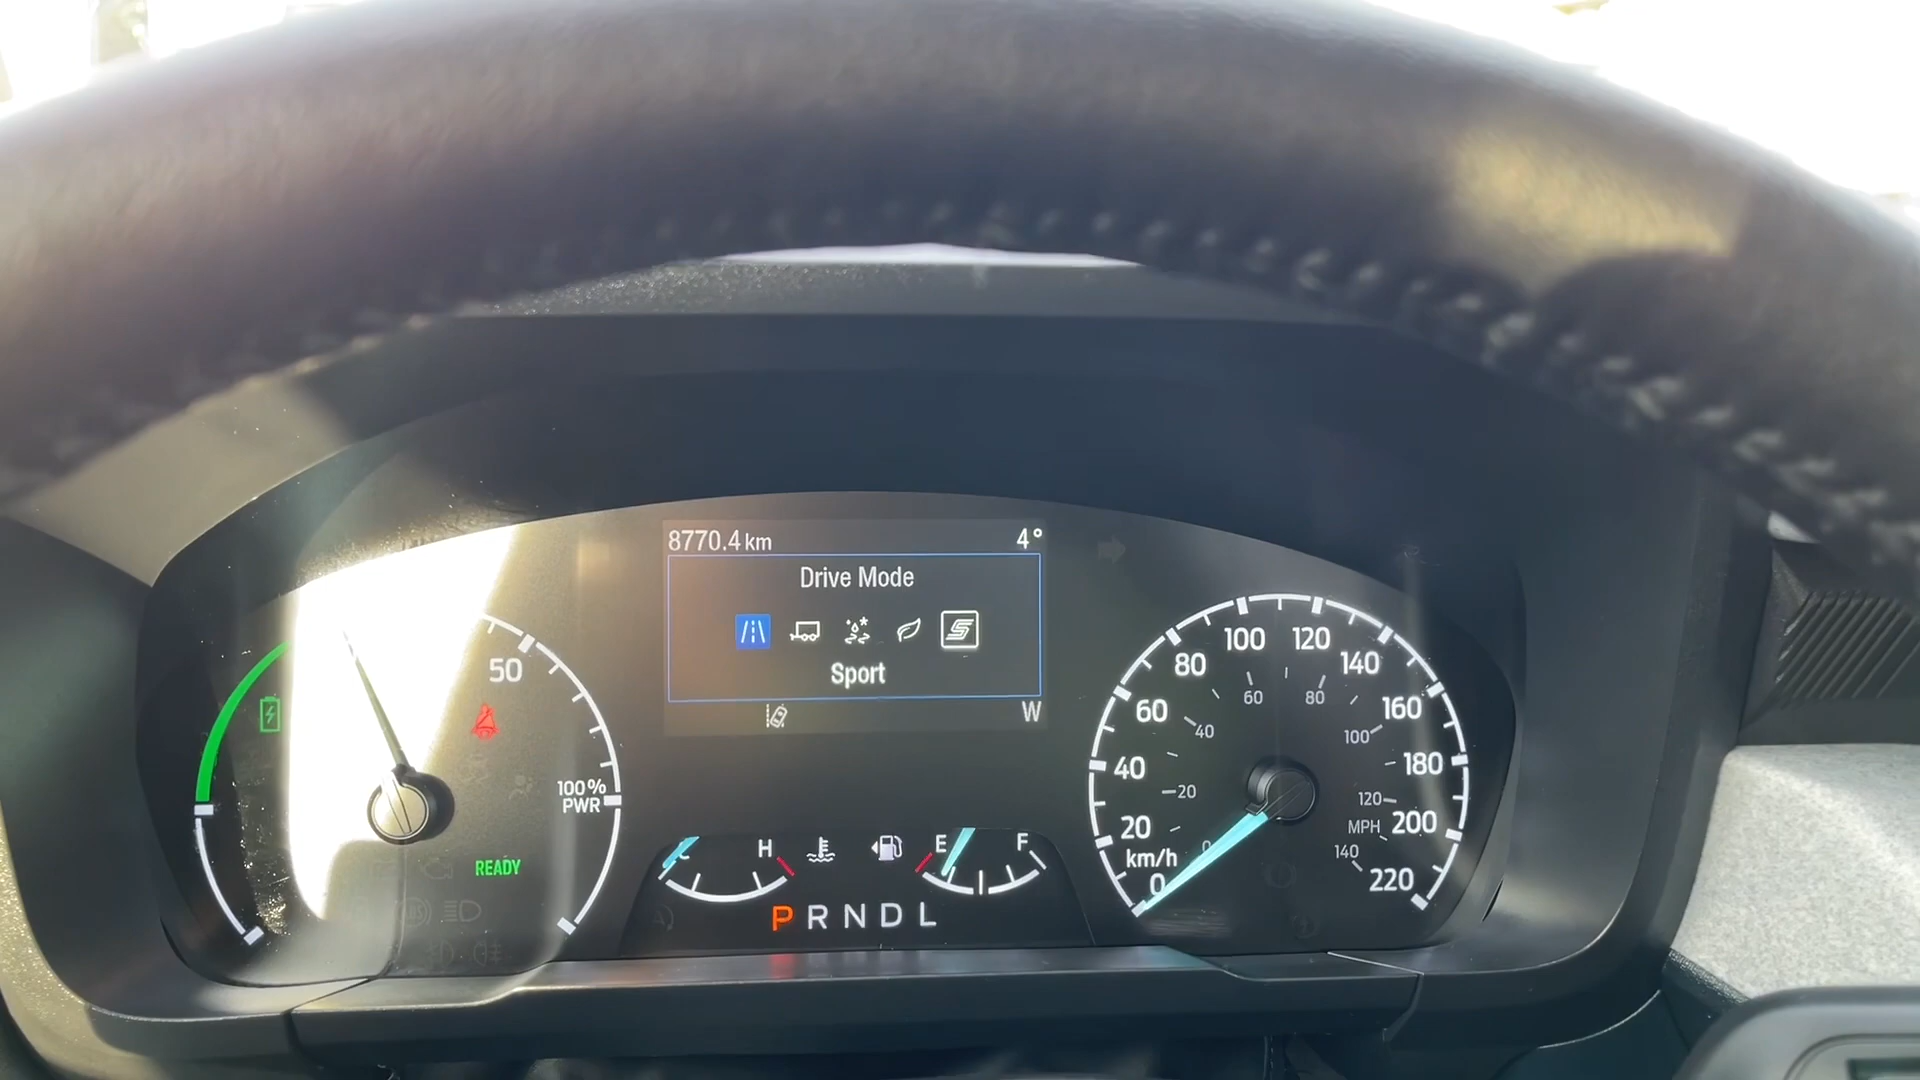 8770.4 km 4°
Drive Mode
Sport
W
50
100%
PWR
READY
C H E F
P R N D L
0 20 40 60 80 100 120 140 160 180 200 220
km/h
0 20 40 60 80 100 120 140
MPH